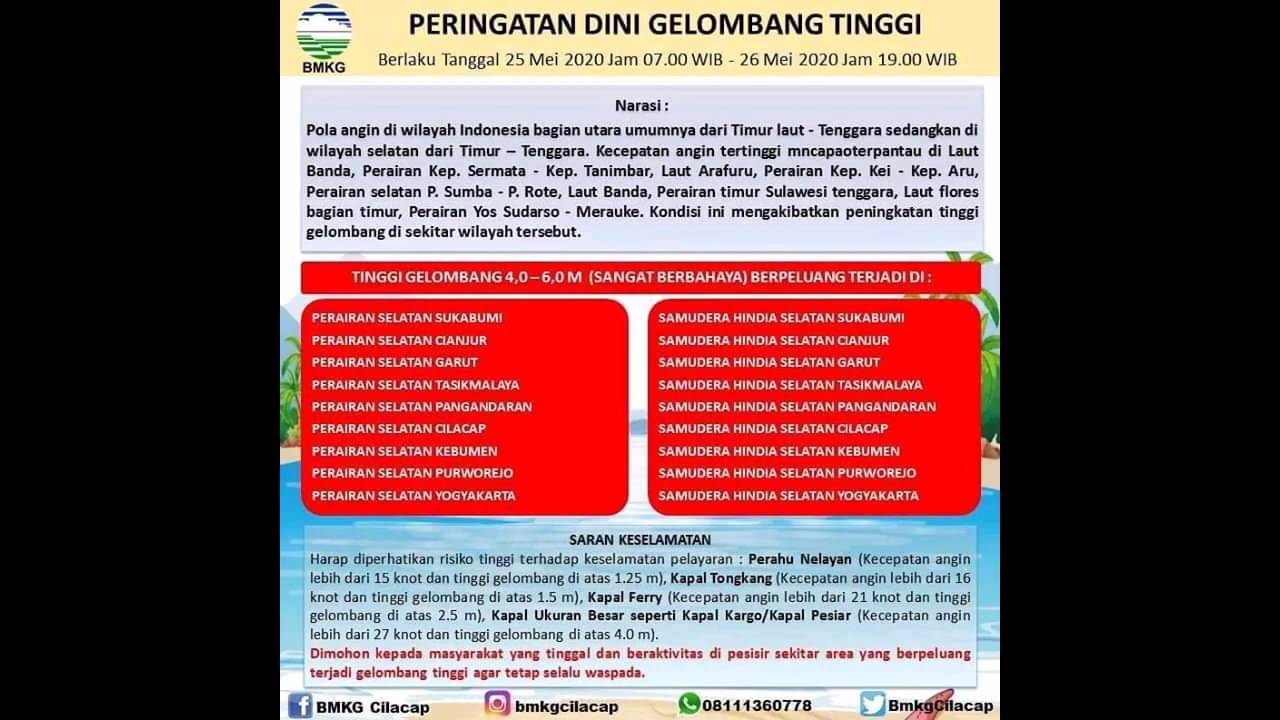 BMKG
PERINGATAN DINI GELOMBANG TINGGI
Berlaku Tanggal 25 Mei 2020 Jam 07.00 WIB - 26 Mei 2020 Jam 19.00 WIB
Narasi :
Pola angin di wilayah Indonesia bagian utara umumnya dari Timur laut - Tenggara sedangkan di
wilayah selatan dari Timur – Tenggara. Kecepatan angin tertinggi mncapaoterpantau di Laut
Banda, Perairan Kep. Sermata - Kep. Tanimbar, Laut Arafuru, Perairan Kep. Kei - Kep. Aru,
Perairan selatan P. Sumba - P. Rote, Laut Banda, Perairan timur Sulawesi tenggara, Laut flores
bagian timur, Perairan Yos Sudarso - Merauke. Kondisi ini mengakibatkan peningkatan tinggi
gelombang di sekitar wilayah tersebut.
TINGGI GELOMBANG 4,0 – 6,0 M (SANGAT BERBAHAYA) BERPELUANG TERJADI DI :
PERAIRAN SELATAN SUKABUMI
PERAIRAN SELATAN CIANJUR
PERAIRAN SELATAN GARUT
PERAIRAN SELATAN TASIKMALAYA
PERAIRAN SELATAN PANGANDARAN
PERAIRAN SELATAN CILACAP
PERAIRAN SELATAN KEBUMEN
PERAIRAN SELATAN PURWOREJO
PERAIRAN SELATAN YOGYAKARTA
SAMUDERA HINDIA SELATAN SUKABUMI
SAMUDERA HINDIA SELATAN CIANJUR
SAMUDERA HINDIA SELATAN GARUT
SAMUDERA HINDIA SELATAN TASIKMALAYA
SAMUDERA HINDIA SELATAN PANGANDARAN
SAMUDERA HINDIA SELATAN CILACAP
SAMUDERA HINDIA SELATAN KEBUMEN
SAMUDERA HINDIA SELATAN PURWOREJO
SAMUDERA HINDIA SELATAN YOGYAKARTA
SARAN KESELAMATAN
Harap diperhatikan risiko tinggi terhadap keselamatan pelayaran : Perahu Nelayan (Kecepatan angin
lebih dari 15 knot dan tinggi gelombang di atas 1.25 m), Kapal Tongkang (Kecepatan angin lebih dari 16
knot dan tinggi gelombang di atas 1.5 m), Kapal Ferry (Kecepatan angin lebih dari 21 knot dan tinggi
gelombang di atas 2.5 m), Kapal Ukuran Besar seperti Kapal Kargo/Kapal Pesiar (Kecepatan angin
lebih dari 27 knot dan tinggi gelombang di atas 4.0 m).
Dimohon kepada masyarakat yang tinggal dan beraktivitas di pesisir sekitar area yang berpeluang
terjadi gelombang tinggi agar tetap selalu waspada.
BMKG Cilacap
bmkgcilacap
08111360778
BmkgCilacap